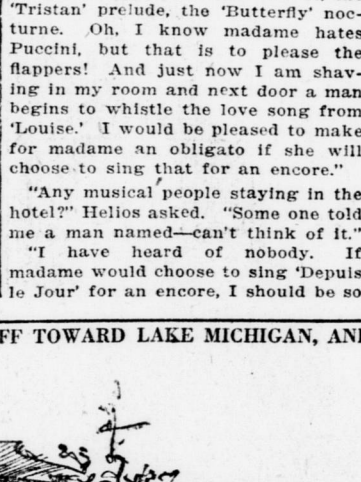 'Tristan' prelude, the 'Butterfly' noc-
turne. Oh, I know madame hates
Puccini, but that is to please the
flappers! And just now I am shav-
ing in my room and next door a man
begins to whistle the love song from
'Louise.' I would be pleased to make
for madame an obligato if she will
choose to sing that for an encore."
"Any musical people staying in the
hotel?" Helios asked. "Some one told
me a man named—can't think of it."
"I have heard of nobody. If
madame would choose to sing 'Depuis
le Jour' for an encore, I should be so
FF TOWARD LAKE MICHIGAN, AN